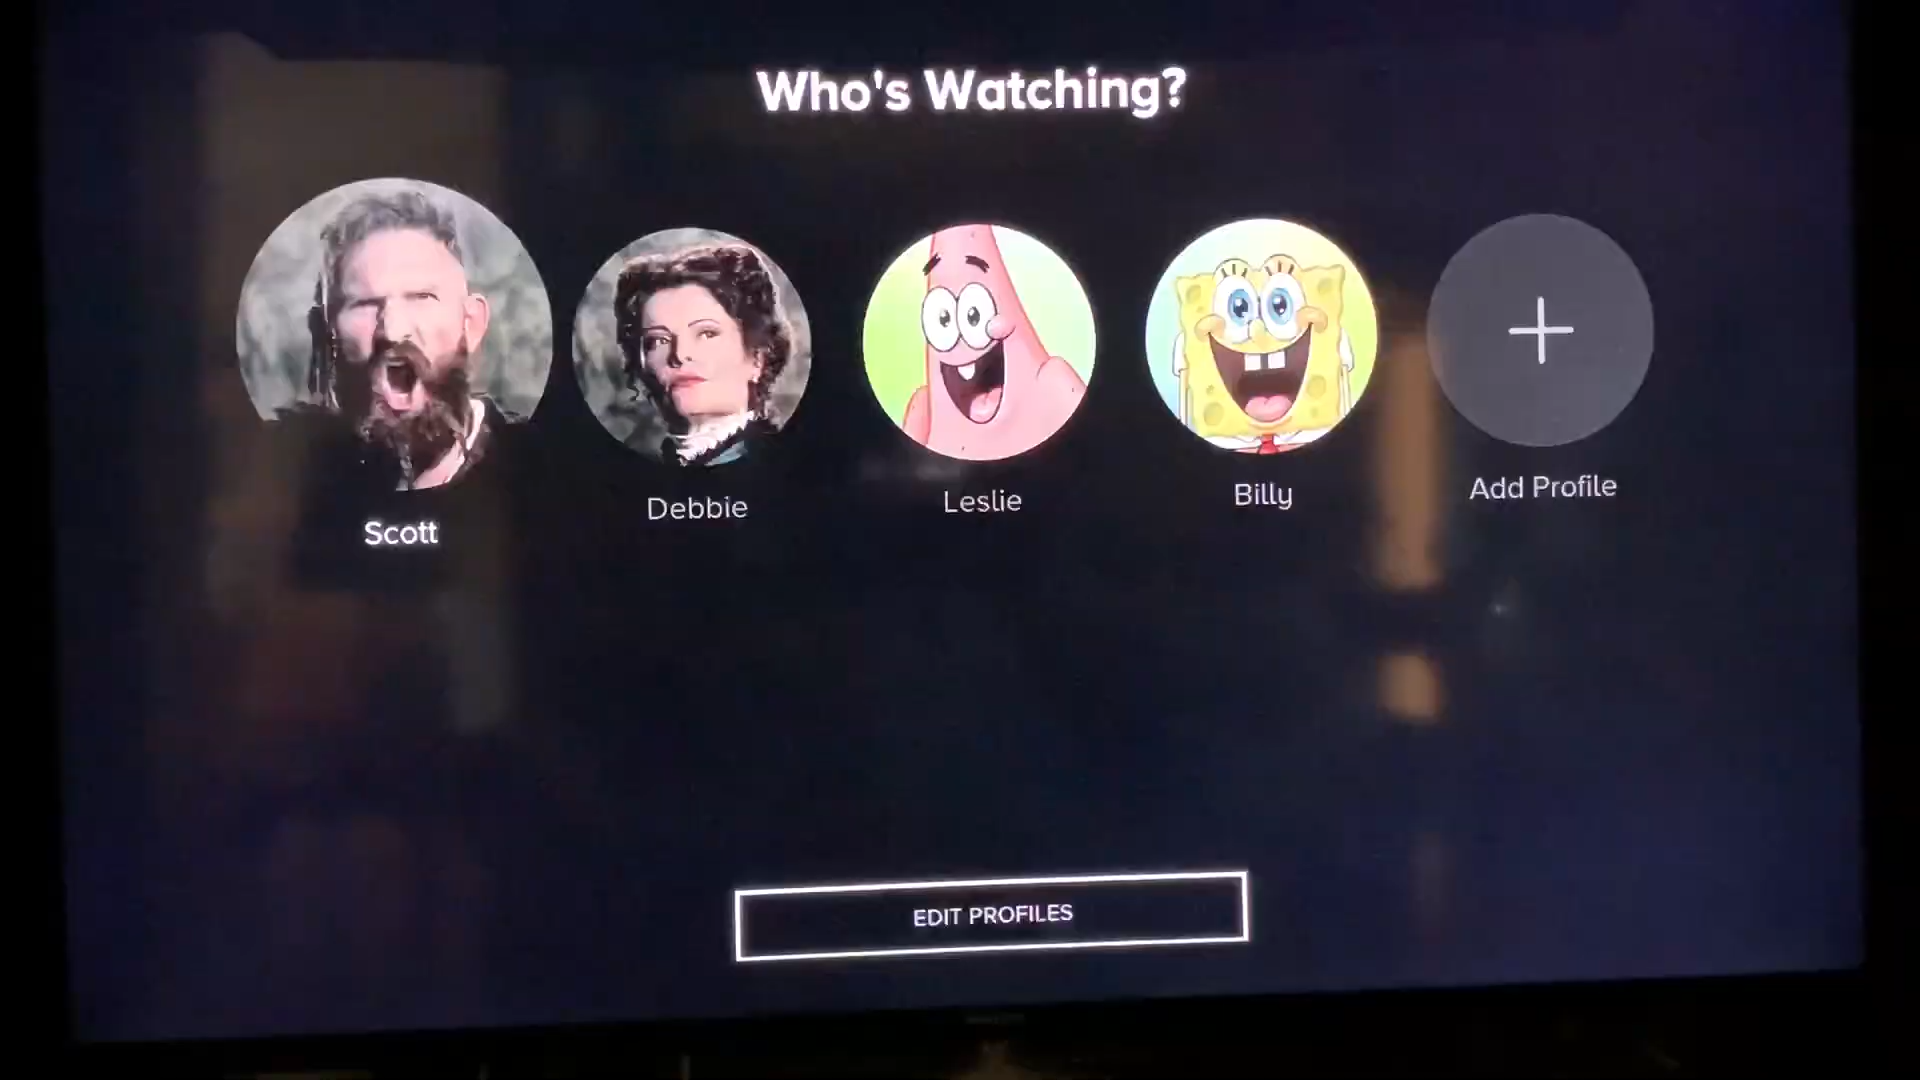 Who's Watching?
Scott
Debbie
Leslie
Billy
Add Profile
EDIT PROFILES